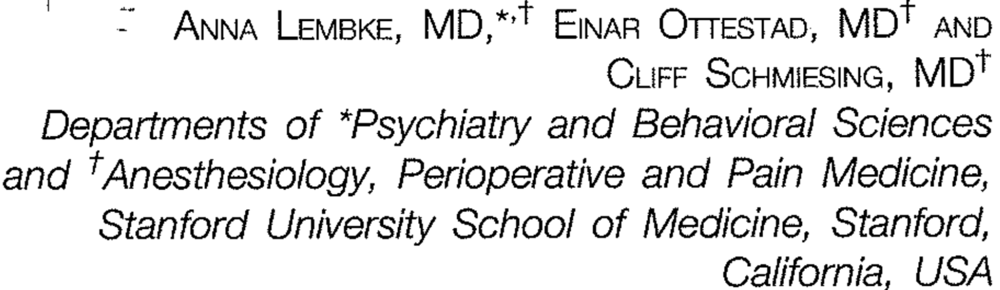 ANNA LEMBKE, MD,*,† EINAR OTTESTAD, MD† AND
CLIFF SCHMIESING, MD†
Departments of *Psychiatry and Behavioral Sciences
and †Anesthesiology, Perioperative and Pain Medicine,
Stanford University School of Medicine, Stanford,
California, USA